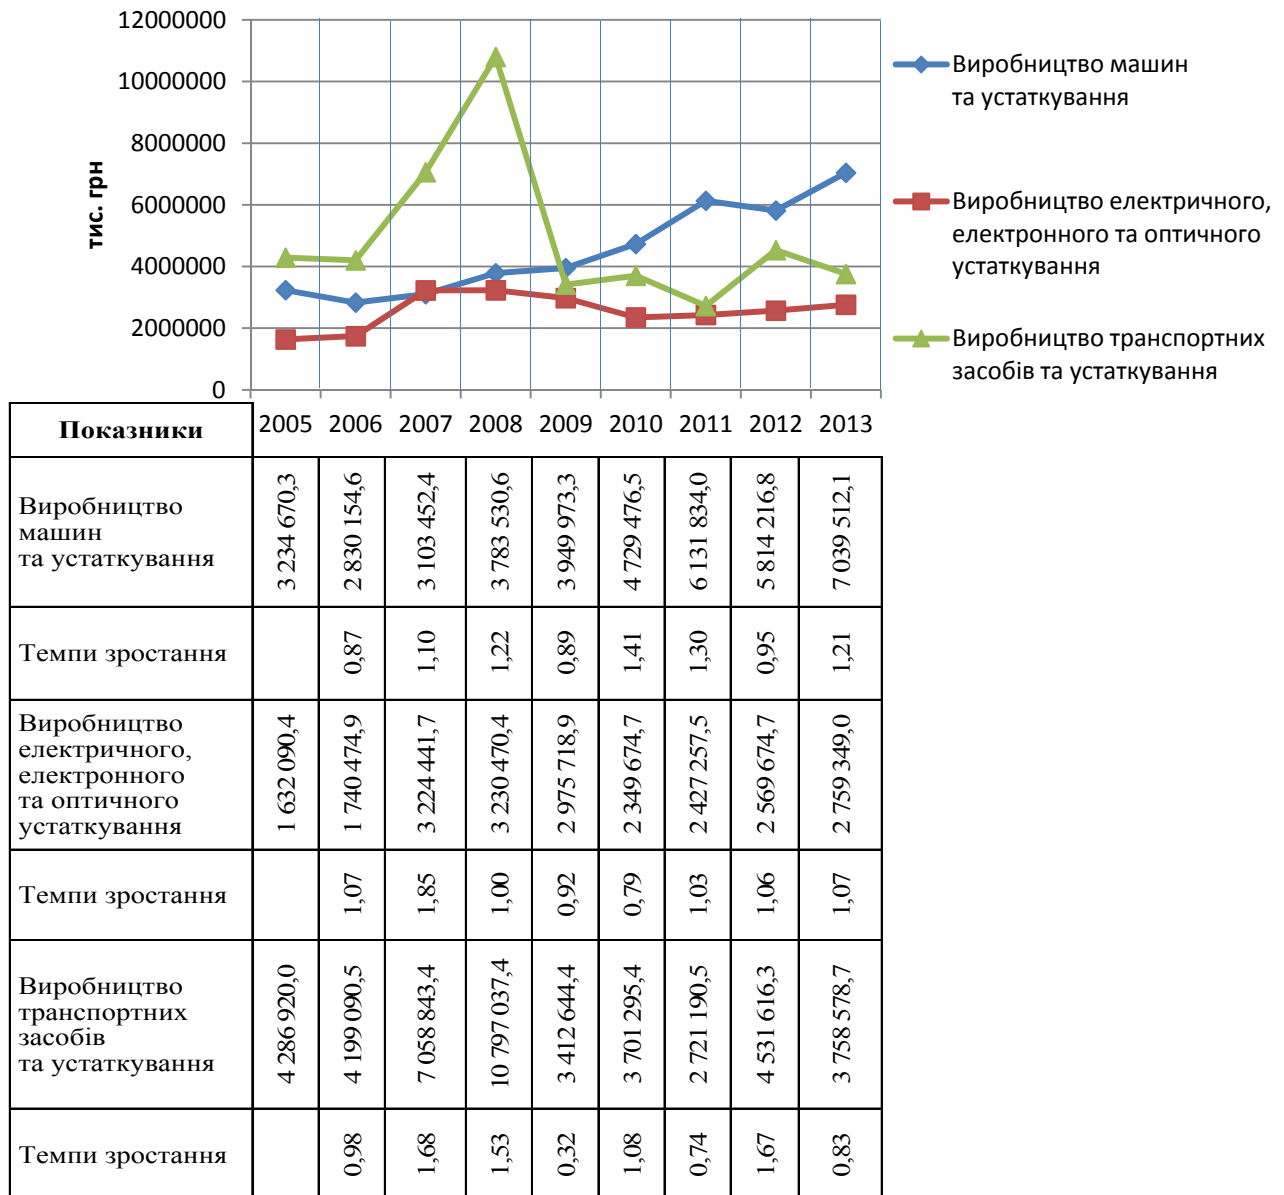 12000000
10000000
8000000
6000000
4000000
2000000
0
тис. грн
Виробництво машин
та устаткування
Виробництво електричного,
електронного та оптичного
устаткування
Виробництво транспортних
засобів та устаткування
Показники 2005 2006 2007 2008 2009 2010 2011 2012 2013
Виробництво
машин
та устаткування
3 234 670,3
2 830 154,6
3 103 452,4
3 783 530,6
3 949 973,3
4 729 476,5
6 131 834,0
5 814 216,8
7 039 512,1
Темпи зростання
0,87
1,10
1,22
0,89
1,41
1,30
0,95
1,21
Виробництво
електричного,
електронного
та оптичного
устаткування
1 632 090,4
1 740 474,9
3 224 441,7
3 230 470,4
2 975 718,9
2 349 674,7
2 427 257,5
2 569 674,7
2 759 349,0
Темпи зростання
1,07
1,85
1,00
0,92
0,79
1,03
1,06
1,07
Виробництво
транспортних
засобів
та устаткування
4 286 920,0
4 199 090,5
7 058 843,4
10 797 037,4
3 412 644,4
3 701 295,4
2 721 190,5
4 531 616,3
3 758 578,7
Темпи зростання
0,98
1,68
1,53
0,32
1,08
0,74
1,67
0,83